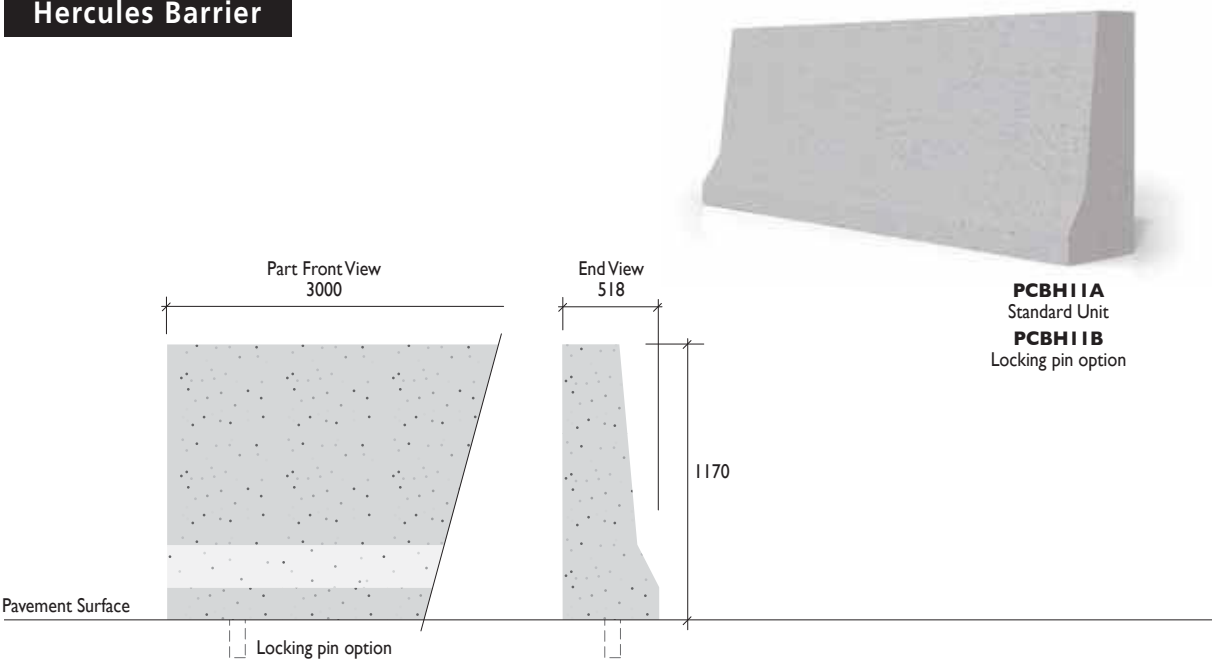 Hercules Barrier
PCBH11A
Standard Unit
PCBH11B
Locking pin option
Part Front View
3000
End View
518
1170
Pavement Surface
Locking pin option